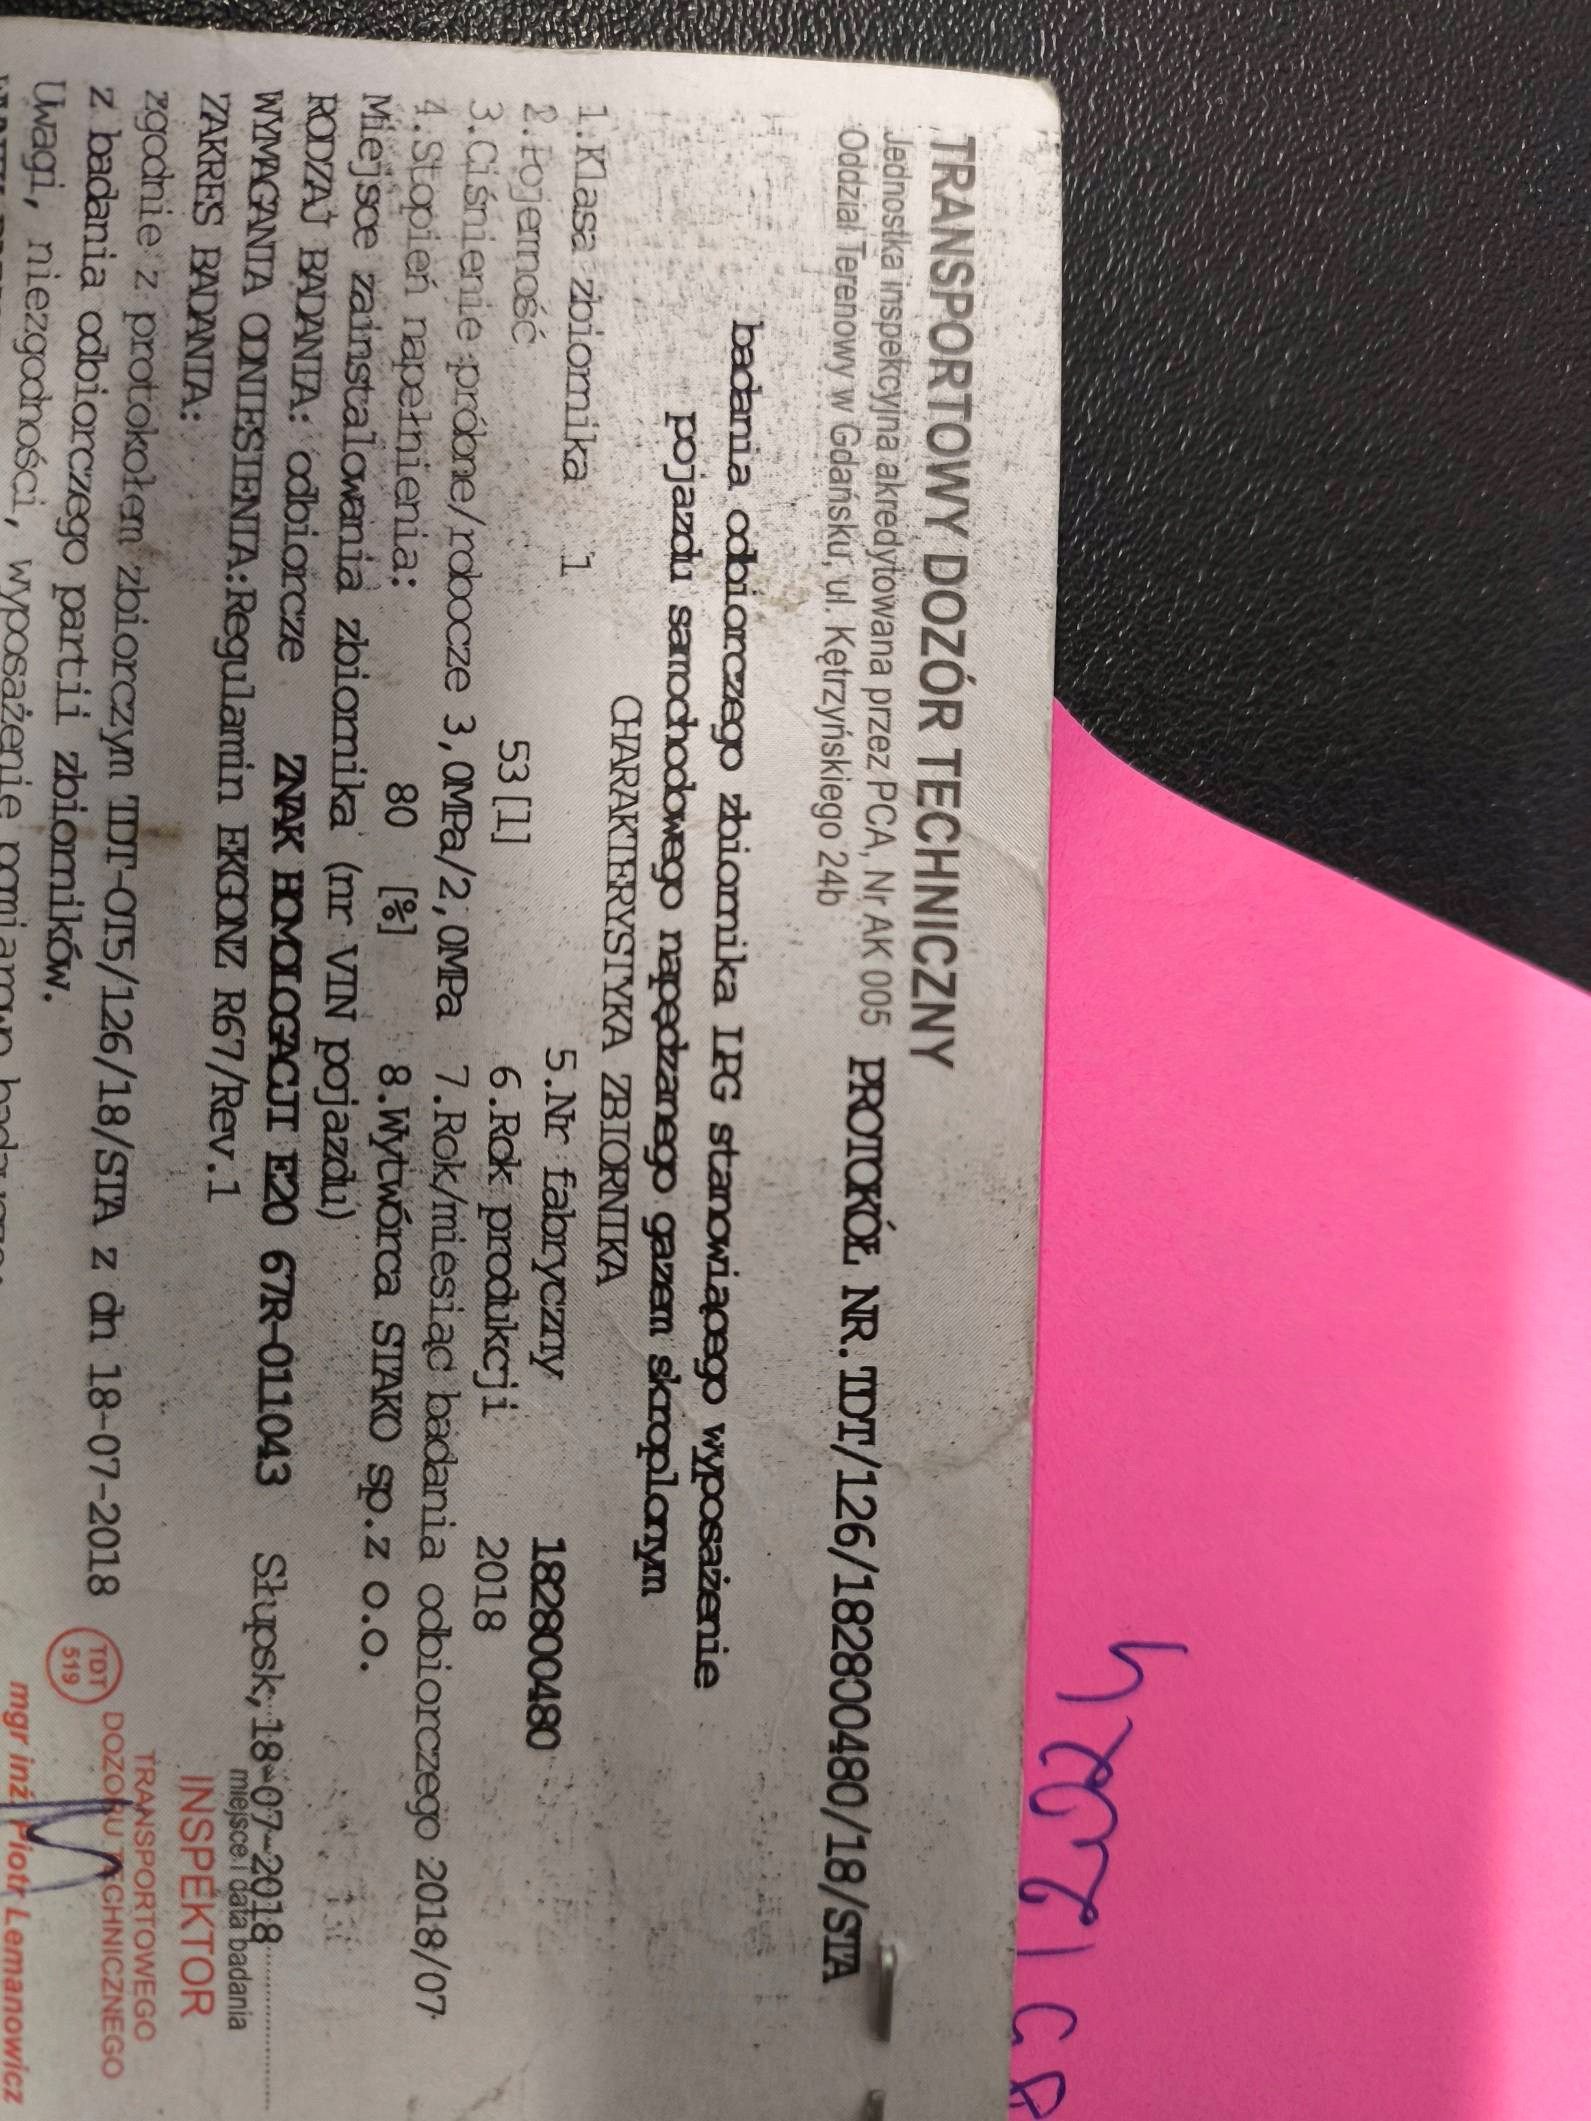 TRANSPORTOWY DOZÓR TECHNICZNY
Jednostka inspekcyjna akredytowana przez PCA, Nr AK 005
Oddział Terenowy w Gdańsku, ul. Kętrzyńskiego 24b
PROTOKÓŁ NR. TDT/126/18280480/18/STA
badania odbiorczego zbiornika LPG stanowiącego wyposażenie
pojazdu samochodowego napędzanego gazem skroplonym
CHARAKTERYSTYKA ZBIORNIKA
1.Klasa zbiornika 1 5.Nr fabryczny 18280480
2.Pojemność 53[l] 6.Rok produkcji 2018
3.Ciśnienie próbne/robocze 3,0MPa/2,0MPa 7.Rok/miesiąc badania odbiorczego 2018/07
4.Stopień napełnienia: 80 [%] 8.Wytwórca STAKO sp.z o.o.
Miejsce zainstalowania zbiornika (nr VIN pojazdu)
RODZAJ BADANIA: odbiorcze ZNAK HOMOLOGACJI E20 67R-011043 Słupsk, 18-07-2018
WYMAGANIA ODNIESIENIA:Regulamin EKGONZ R67/Rev.1
miejsce i data badania
ZAKRES BADANIA:
zgodnie z protokołem zbiorczym TDT-OT5/126/18/STA z dn 18-07-2018
z badania odbiorczego partii zbiorników.
Uwagi, niezgodności, wyposażenie pomiarowo badawcze:
INSPEKTOR
TRANSPORTOWEGO
DOZORU TECHNICZNEGO
TDT
519
mgr inż. Piotr Lemanowicz